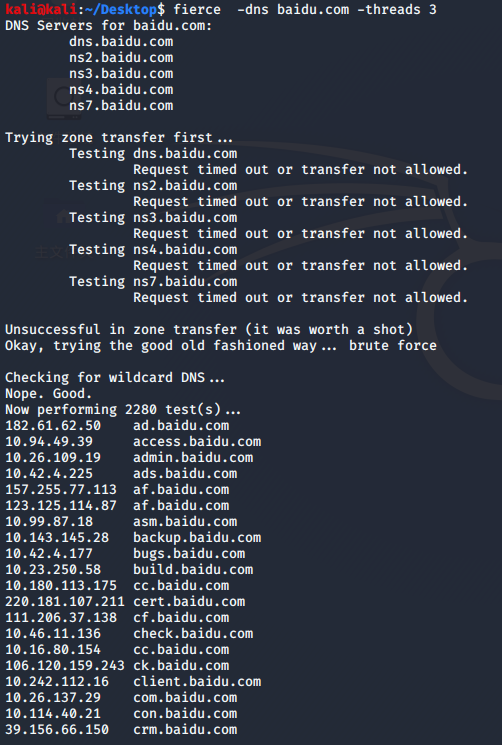 kali@kali:~/Desktop$ fierce  -dns baidu.com -threads 3
DNS Servers for baidu.com:
        dns.baidu.com
        ns2.baidu.com
        ns3.baidu.com
        ns4.baidu.com
        ns7.baidu.com

Trying zone transfer first...
        Testing dns.baidu.com
                Request timed out or transfer not allowed.
        Testing ns2.baidu.com
                Request timed out or transfer not allowed.
        Testing ns3.baidu.com
                Request timed out or transfer not allowed.
        Testing ns4.baidu.com
                Request timed out or transfer not allowed.
        Testing ns7.baidu.com
                Request timed out or transfer not allowed.

Unsuccessful in zone transfer (it was worth a shot)
Okay, trying the good old fashioned way... brute force

Checking for wildcard DNS...
Nope. Good.
Now performing 2280 test(s)...
182.61.62.50    ad.baidu.com
10.94.49.39     access.baidu.com
10.26.109.19    admin.baidu.com
10.42.4.225     ads.baidu.com
157.255.77.113  af.baidu.com
123.125.114.87  af.baidu.com
10.99.87.18     asm.baidu.com
10.143.145.28   backup.baidu.com
10.42.4.177     bugs.baidu.com
10.23.250.58    build.baidu.com
10.180.113.175  cc.baidu.com
220.181.107.211 cert.baidu.com
111.206.37.138  cf.baidu.com
10.46.11.136    check.baidu.com
10.16.80.154    cc.baidu.com
106.120.159.243 ck.baidu.com
10.242.112.16   client.baidu.com
10.26.137.29    com.baidu.com
10.114.40.21    con.baidu.com
39.156.66.150   crm.baidu.com